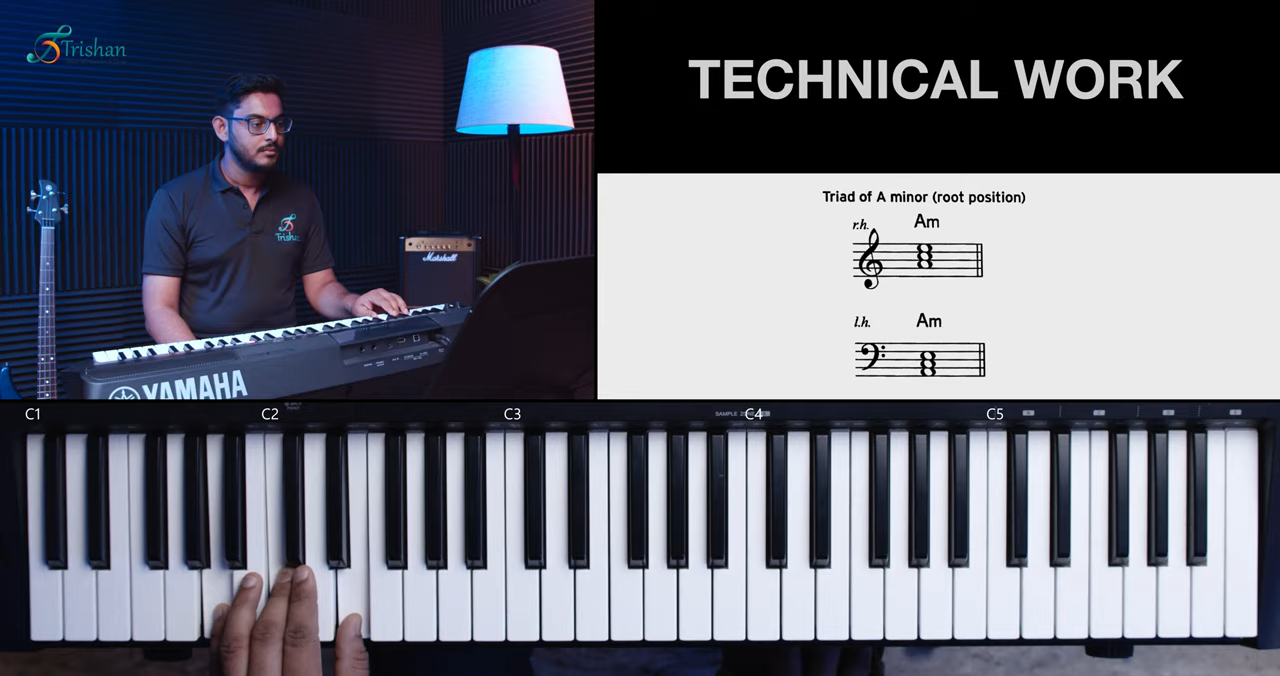 Trishan
TECHNICAL WORK
Triad of A minor (root position)
r.h.
Am
l.h.
Am
Trishan
Marshall
YAMAHA
C1
C2
C3
C4
C5